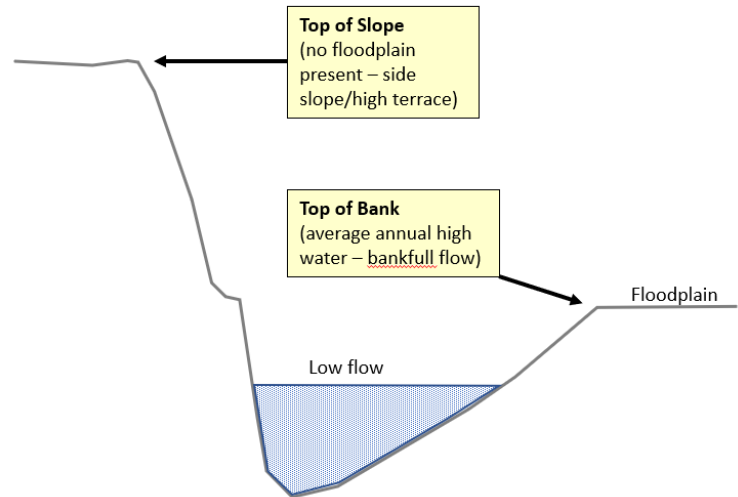 Top of Slope
(no floodplain
present – side
slope/high terrace)
Top of Bank
(average annual high
water – bankfull flow)
Floodplain
Low flow